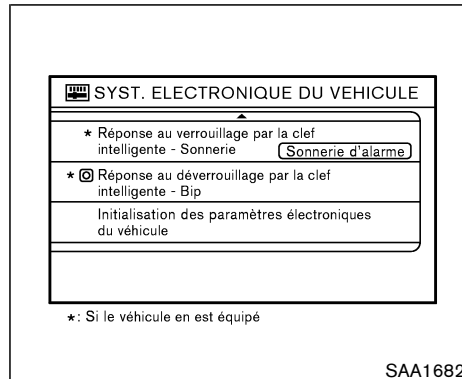 SYST. ELECTRONIQUE DU VEHICULE
* Réponse au verrouillage par la clef
intelligente - Sonnerie Sonnerie d'alarme
* Réponse au déverrouillage par la clef
intelligente - Bip
Initialisation des paramètres électroniques
du véhicule
*: Si le véhicule en est équipé
SAA1682